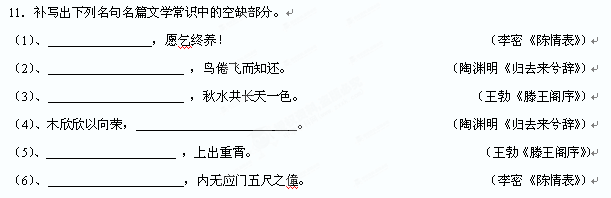 11．补写出下列名句名篇文学常识中的空缺部分。
（1）、________________，愿乞终养！ （李密《陈情表》）
（2）、_____________________，鸟倦飞而知还。 （陶渊明《归去来兮辞》）
（3）、_____________________，秋水共长天一色。 （王勃《滕王阁序》）
（4）、木欣欣以向荣，_________________________。 （陶渊明《归去来兮辞》）
（5）、____________________，上出重霄。 （王勃《滕王阁序》）
（6）、_____________________，内无应门五尺之僮。 （李密《陈情表》）